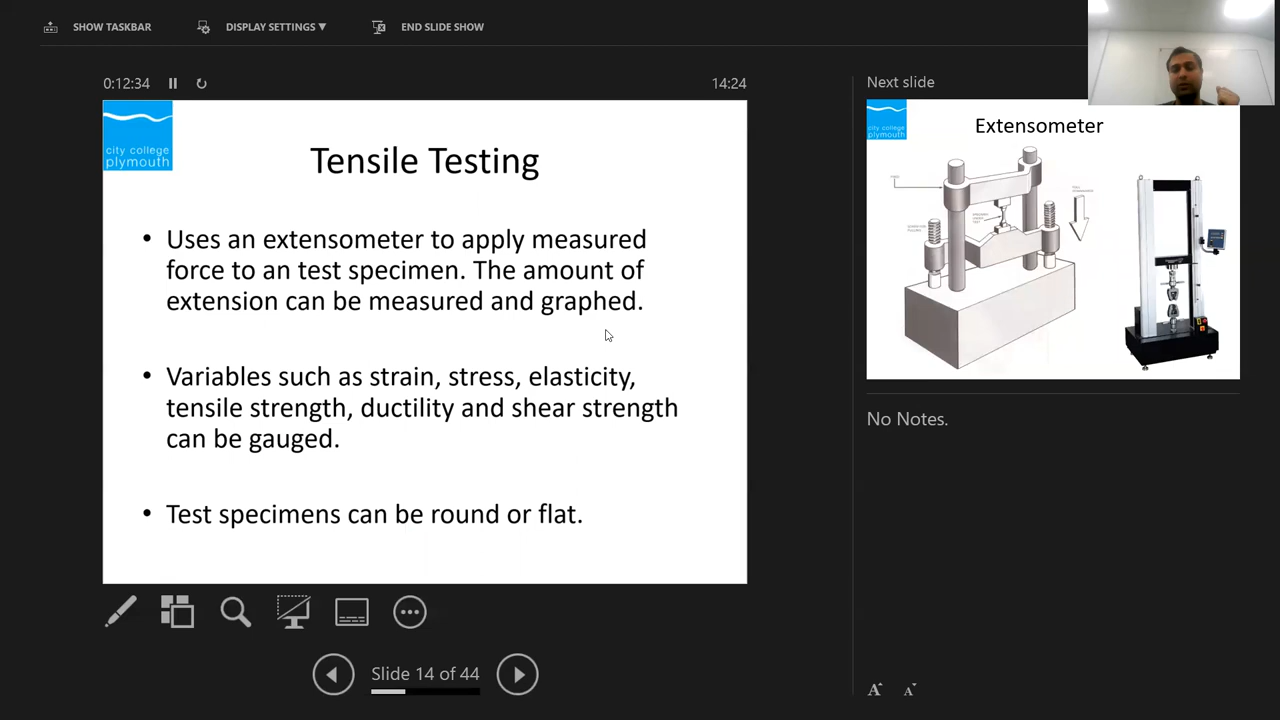 SHOW TASKBAR
DISPLAY SETTINGS ▼
END SLIDE SHOW
0:12:34
14:24
Next slide
city college
plymouth
Tensile Testing
• Uses an extensometer to apply measured
force to an test specimen. The amount of
extension can be measured and graphed.
• Variables such as strain, stress, elasticity,
tensile strength, ductility and shear strength
can be gauged.
• Test specimens can be round or flat.
city college
plymouth
Extensometer
No Notes.
Slide 14 of 44
A A